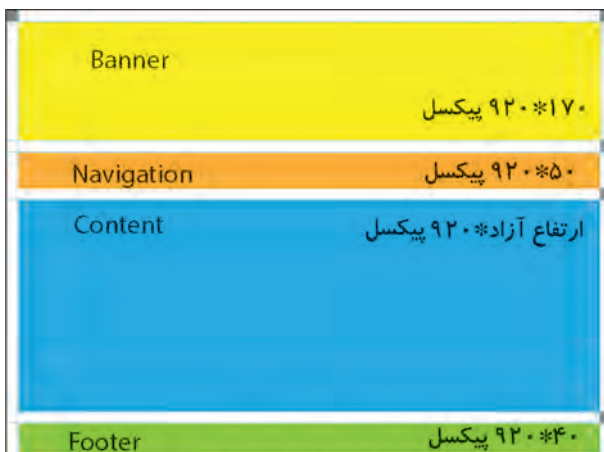 Banner
۹۲۰*۱۷۰ پیکسل
Navigation
۹۲۰*۵۰ پیکسل
Content
ارتفاع آزاد*۹۲۰ پیکسل
Footer
۹۲۰*۴۰ پیکسل